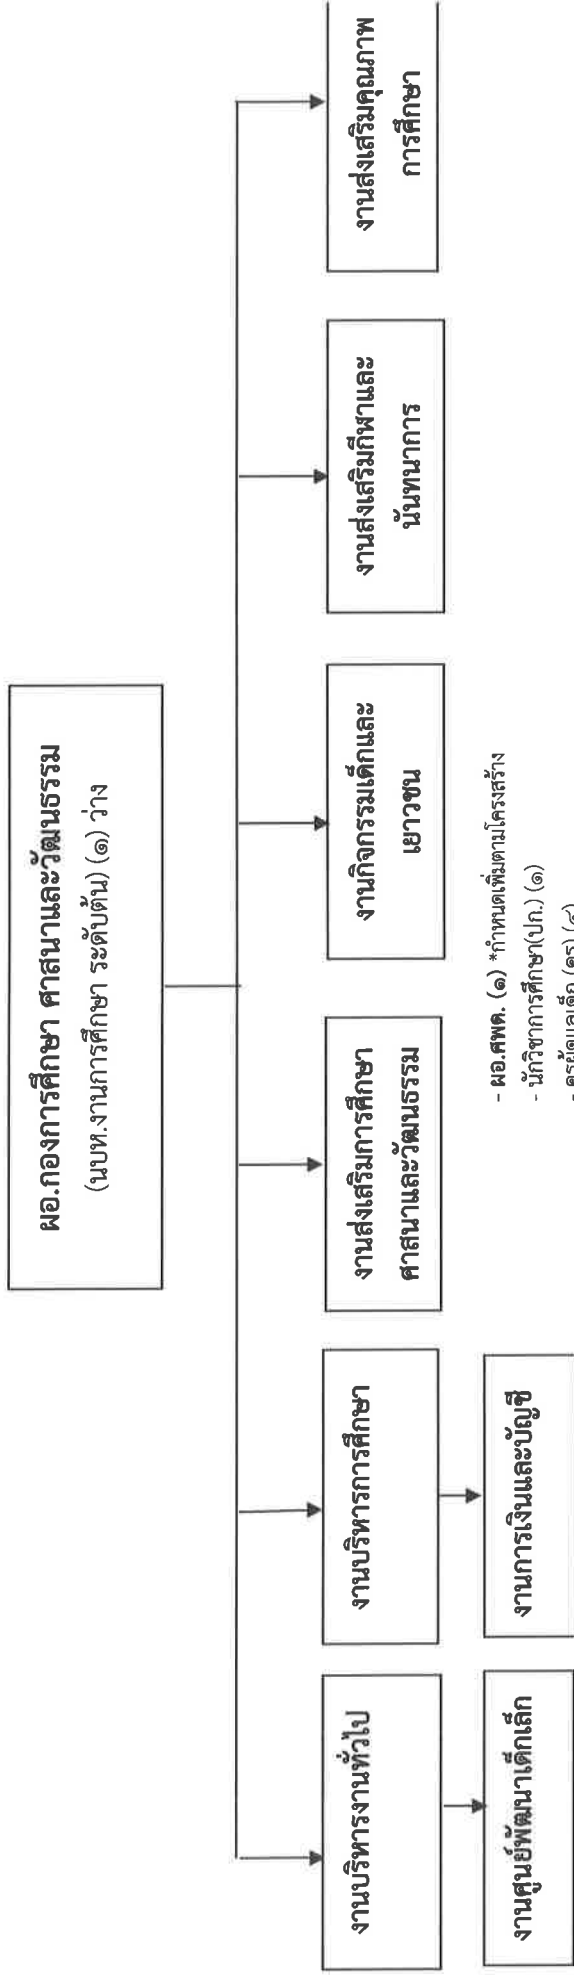 ผอ.กองการศึกษา ศาสนาและวัฒนธรรม
(นบห.งานการศึกษา ระดับต้น) (๑) ว่าง
งานบริหารงานทั่วไป
งานบริหารการศึกษา
งานส่งเสริมการศึกษา
ศาสนาและวัฒนธรรม
งานกิจกรรมเด็กและ
เยาวชน
งานส่งเสริมกีฬาและ
นันทนาการ
งานส่งเสริมคุณภาพ
การศึกษา
งานศูนย์พัฒนาเด็กเล็ก
งานการเงินและบัญชี
- ผอ.ศพด. (๑) *กำหนดเพิ่มตามโครงสร้าง
- นักวิชาการศึกษา(ปก.) (๑)
- ครูผู้ดูแลเด็ก